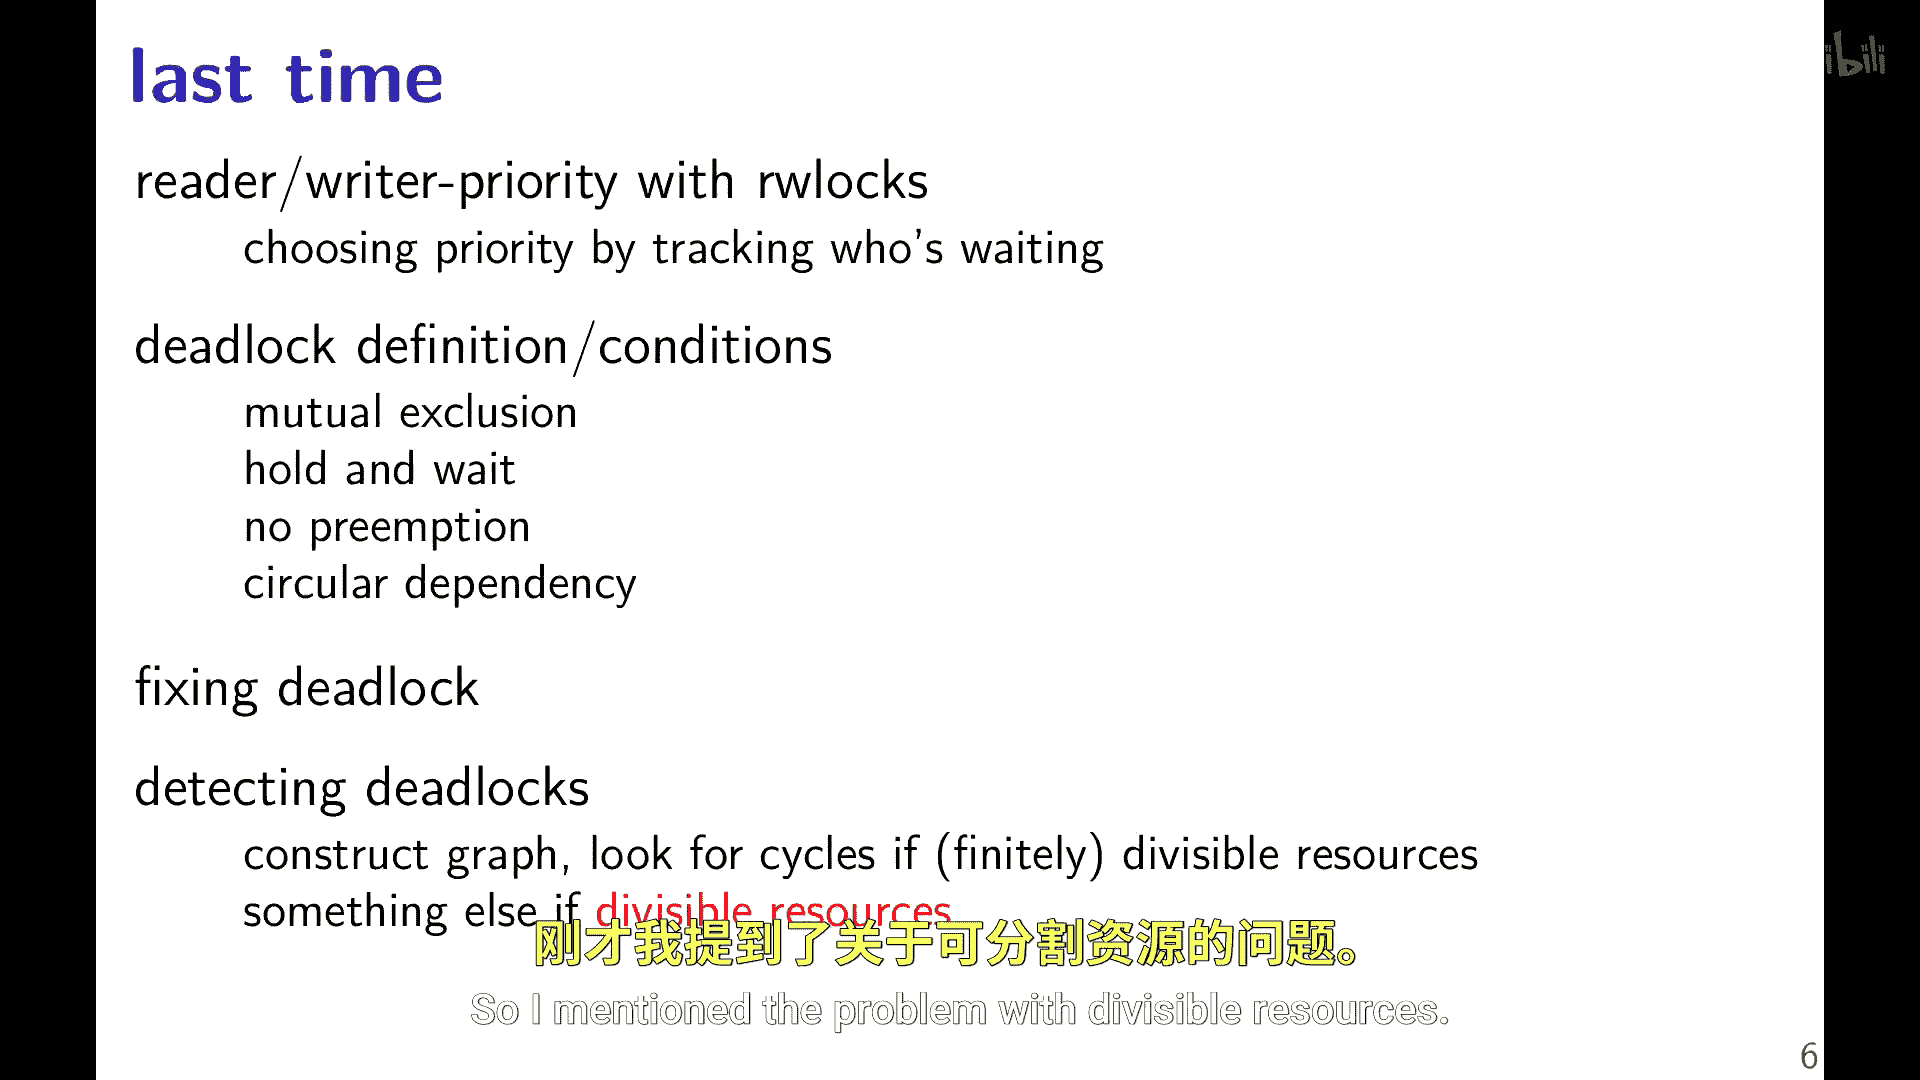 last time
reader/writer-priority with rwlocks
choosing priority by tracking who's waiting
deadlock definition/conditions
mutual exclusion
hold and wait
no preemption
circular dependency
fixing deadlock
detecting deadlocks
construct graph, look for cycles if (finitely) divisible resources
something else if divisible resources
刚才我提到了关于可分割资源的问题。
So I mentioned the problem with divisible resources.
6